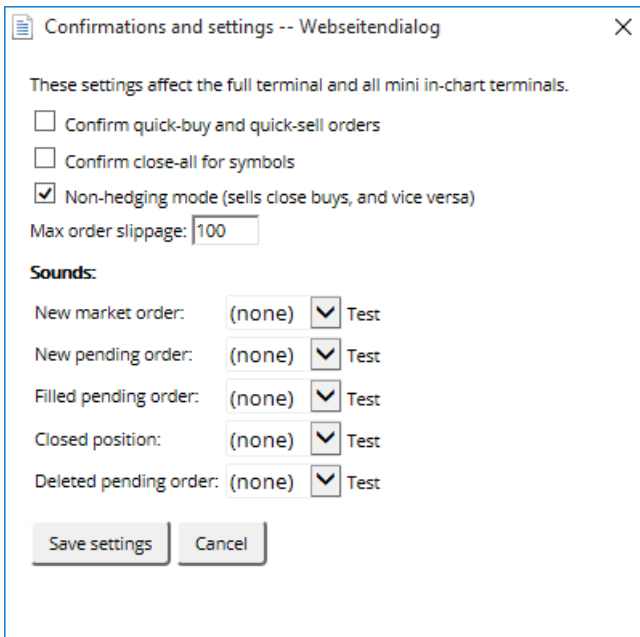 Confirmations and settings -- Webseitendialog
These settings affect the full terminal and all mini in-chart terminals.
Confirm quick-buy and quick-sell orders
Confirm close-all for symbols
Non-hedging mode (sells close buys, and vice versa)
Max order slippage: 100
Sounds:
New market order: (none) Test
New pending order: (none) Test
Filled pending order: (none) Test
Closed position: (none) Test
Deleted pending order: (none) Test
Save settings Cancel